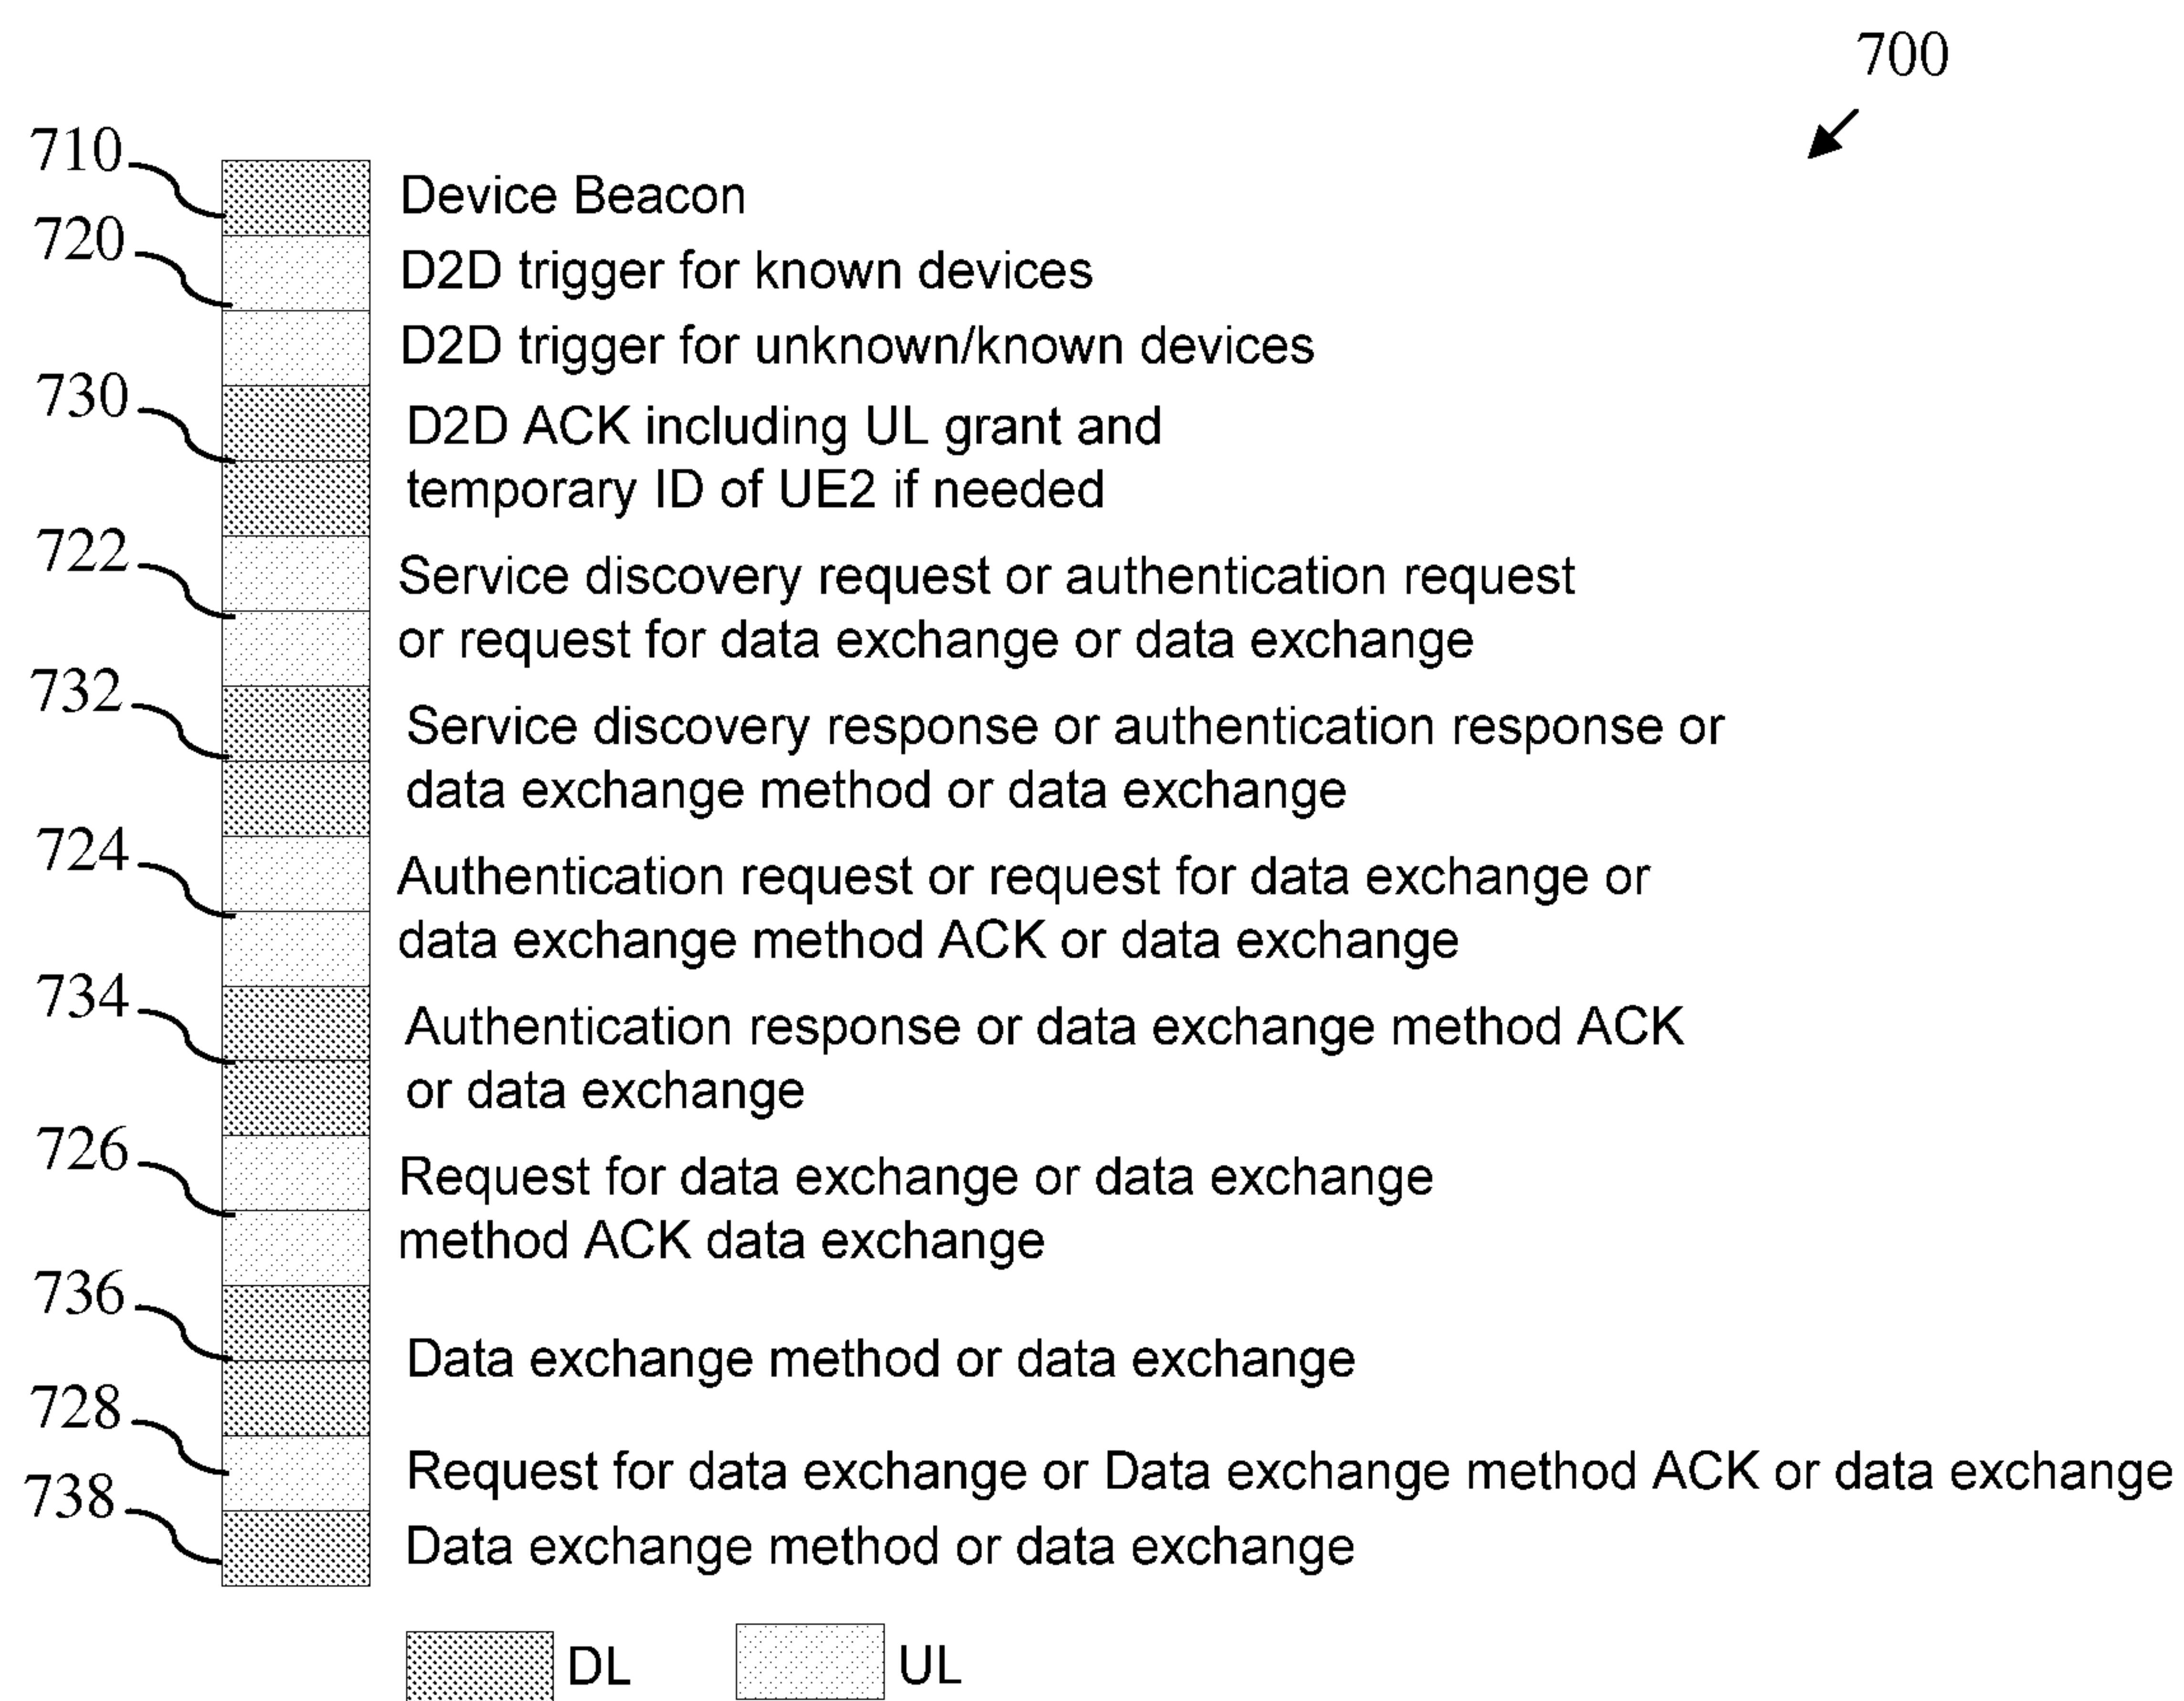 700
710
Device Beacon
720
D2D trigger for known devices
D2D trigger for unknown/known devices
730
D2D ACK including UL grant and
temporary ID of UE2 if needed
722
Service discovery request or authentication request
or request for data exchange or data exchange
732
Service discovery response or authentication response or
data exchange method or data exchange
724
Authentication request or request for data exchange or
data exchange method ACK or data exchange
734
Authentication response or data exchange method ACK
or data exchange
726
Request for data exchange or data exchange
method ACK data exchange
736
Data exchange method or data exchange
728
Request for data exchange or Data exchange method ACK or data exchange
738
Data exchange method or data exchange
DL
UL